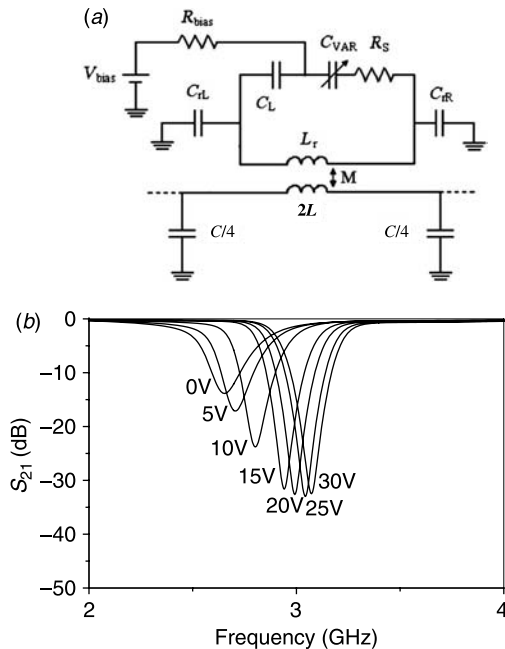 (a)
R_bias
C_VAR
R_S
V_bias
C_rL
C_L
C_rR
L_r
M
2L
C/4
C/4
(b)
0
−10
−20
−30
−40
−50
S_21 (dB)
0V
5V
10V
15V
20V
25V
30V
2
3
4
Frequency (GHz)